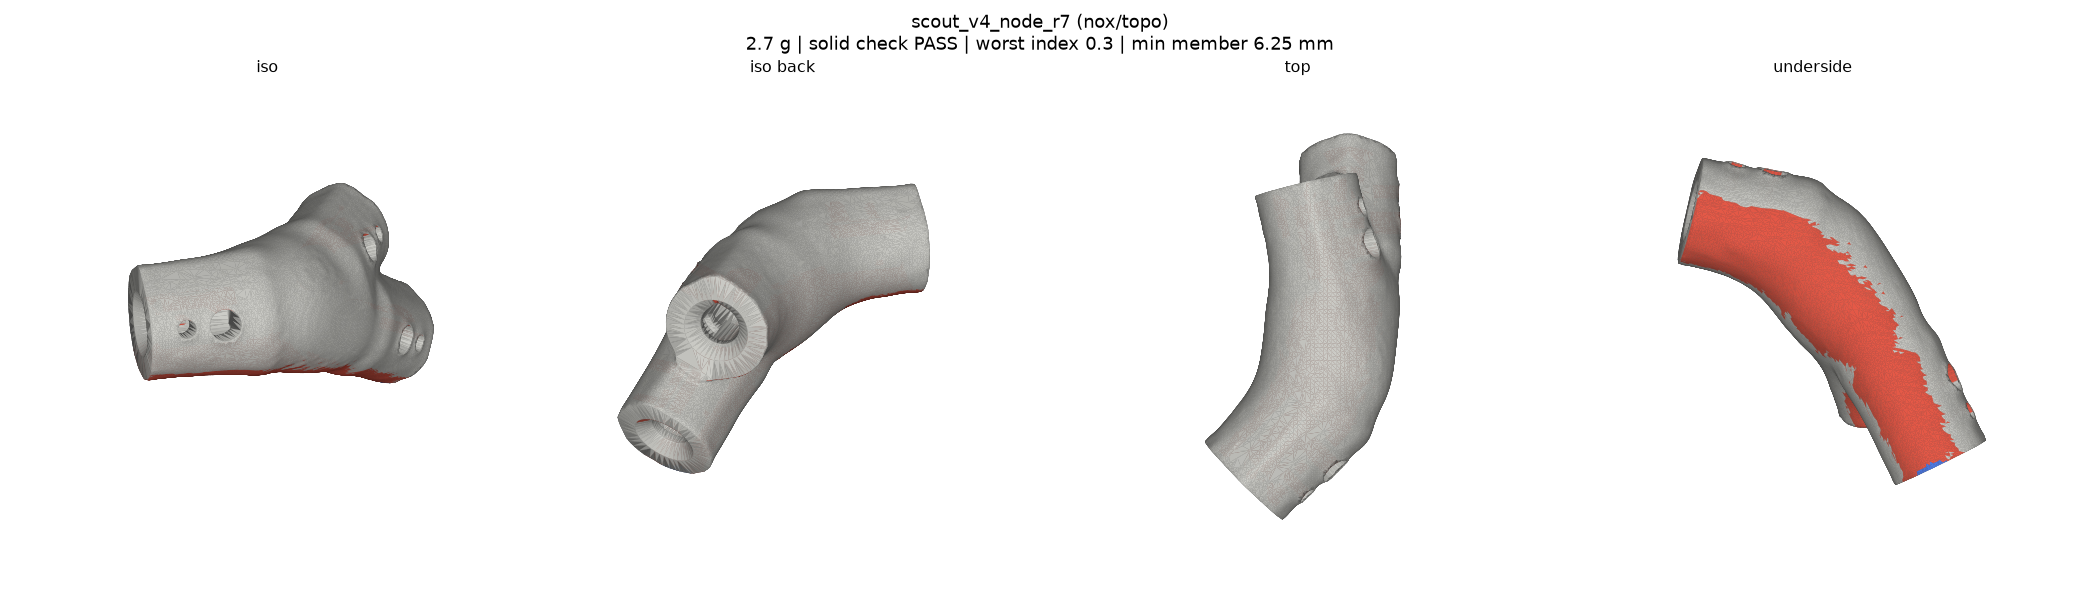 scout_v4_node_r7 (nox/topo)
2.7 g | solid check PASS | worst index 0.3 | min member 6.25 mm
iso
iso back
top
underside